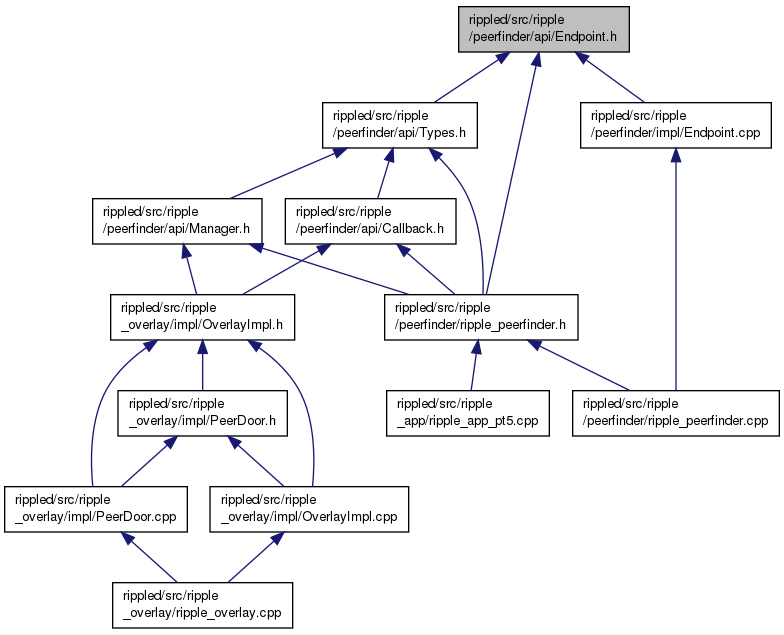 rippled/src/ripple
/peerfinder/api/Endpoint.h
rippled/src/ripple
/peerfinder/api/Types.h
rippled/src/ripple
/peerfinder/impl/Endpoint.cpp
rippled/src/ripple
/peerfinder/api/Manager.h
rippled/src/ripple
/peerfinder/api/Callback.h
rippled/src/ripple
_overlay/impl/OverlayImpl.h
rippled/src/ripple
/peerfinder/ripple_peerfinder.h
rippled/src/ripple
_overlay/impl/PeerDoor.h
rippled/src/ripple
_app/ripple_app_pt5.cpp
rippled/src/ripple
/peerfinder/ripple_peerfinder.cpp
rippled/src/ripple
_overlay/impl/PeerDoor.cpp
rippled/src/ripple
_overlay/impl/OverlayImpl.cpp
rippled/src/ripple
_overlay/ripple_overlay.cpp